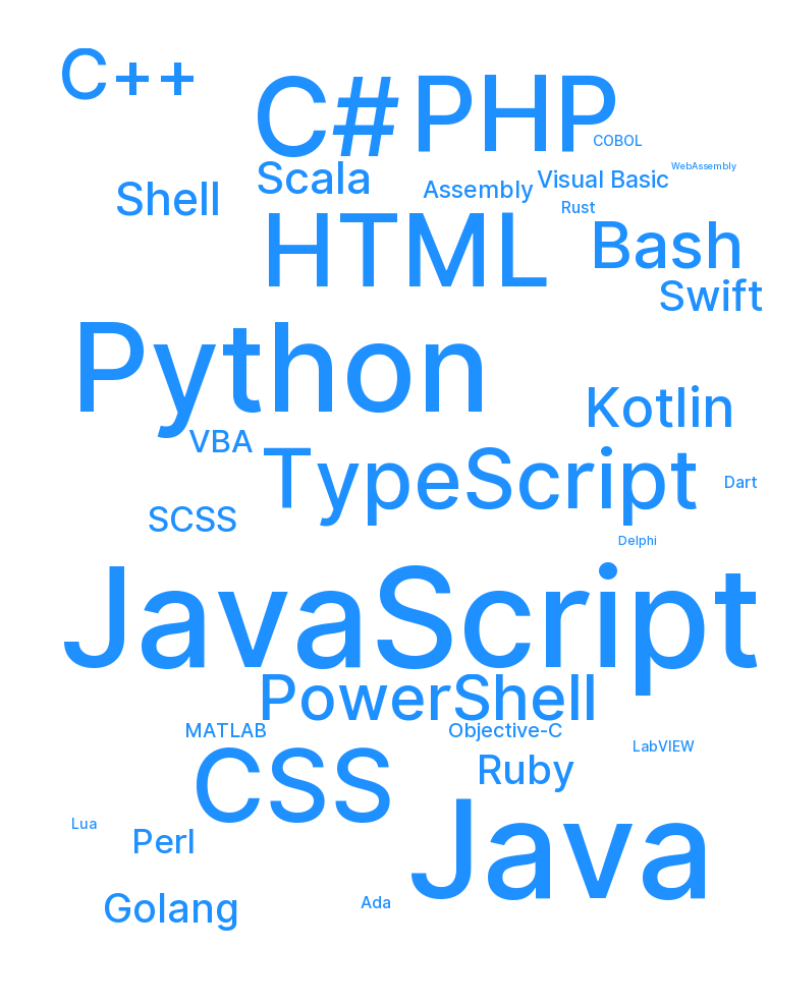 C++
C#
PHP
COBOL
WebAssembly
Scala
Visual Basic
Assembly
Shell
Rust
HTML
Bash
Swift
Python
Kotlin
VBA
TypeScript
Dart
SCSS
Delphi
JavaScript
PowerShell
MATLAB
Objective-C
LabVIEW
CSS
Ruby
Lua
Perl
Java
Golang
Ada